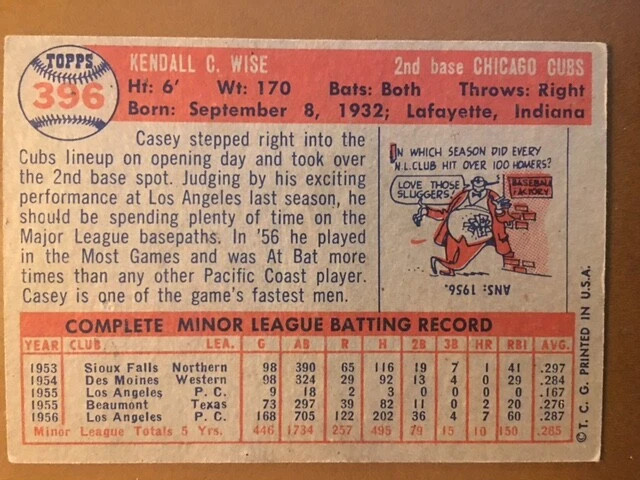 TOPPS
396
KENDALL C. WISE 2nd base CHICAGO CUBS
Ht: 6' Wt: 170 Bats: Both Throws: Right
Born: September 8, 1932; Lafayette, Indiana
Casey stepped right into the
Cubs lineup on opening day and took over
the 2nd base spot. Judging by his exciting
performance at Los Angeles last season, he
should be spending plenty of time on the
Major League basepaths. In '56 he played
in the Most Games and was At Bat more
times than any other Pacific Coast player.
Casey is one of the game's fastest men.
IN WHICH SEASON DID EVERY
N.L. CLUB HIT OVER 100 HOMERS?
LOVE THOSE
SLUGGERS!
BASEBALL
FACTORY
ANS: 1956.
COMPLETE MINOR LEAGUE BATTING RECORD
YEAR CLUB. LEA. G AB R H 2B 3B HR RBI AVG.
1953 Sioux Falls Northern 98 390 65 116 19 7 1 41 .297
1954 Des Moines Western 98 324 29 92 13 4 0 29 .284
1955 Los Angeles P. C. 9 18 2 3 0 0 0 0 .167
1955 Beaumont Texas 73 297 39 82 11 0 2 20 .276
1956 Los Angeles P. C. 168 705 122 202 36 4 7 60 .287
Minor League Totals 5 Yrs. 446 1734 257 495 79 15 10 150 .285
© T. C. G. PRINTED IN U.S.A.